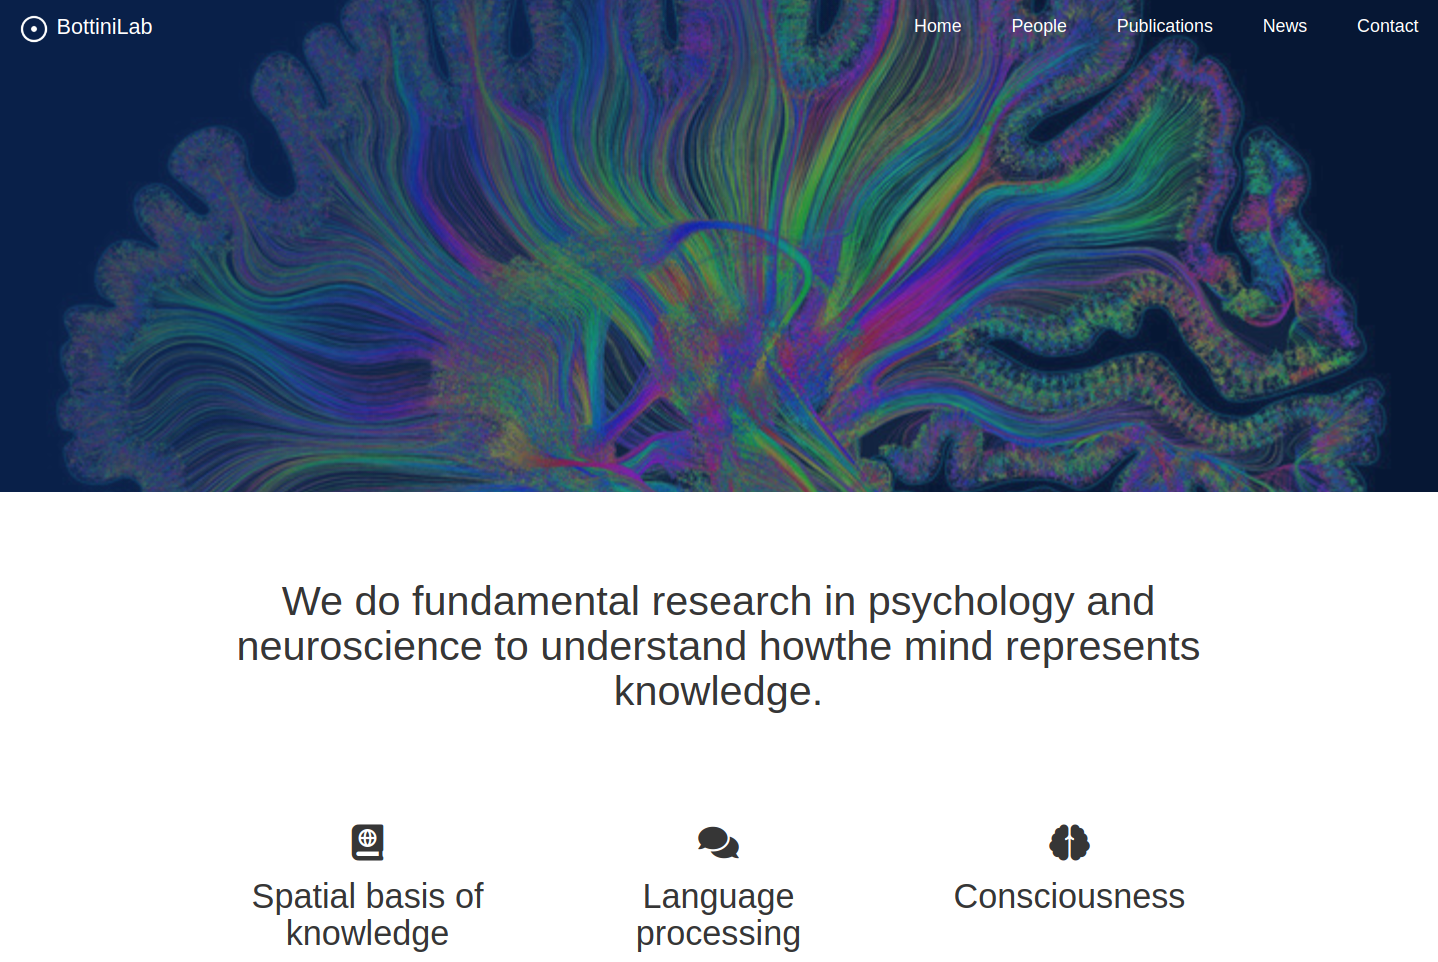 BottiniLab
Home People Publications News Contact
We do fundamental research in psychology and
neuroscience to understand howthe mind represents
knowledge.
Spatial basis of
knowledge
Language
processing
Consciousness